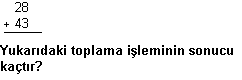 28
+ 43
Yukarıdaki toplama işleminin sonucu
kaçtır?